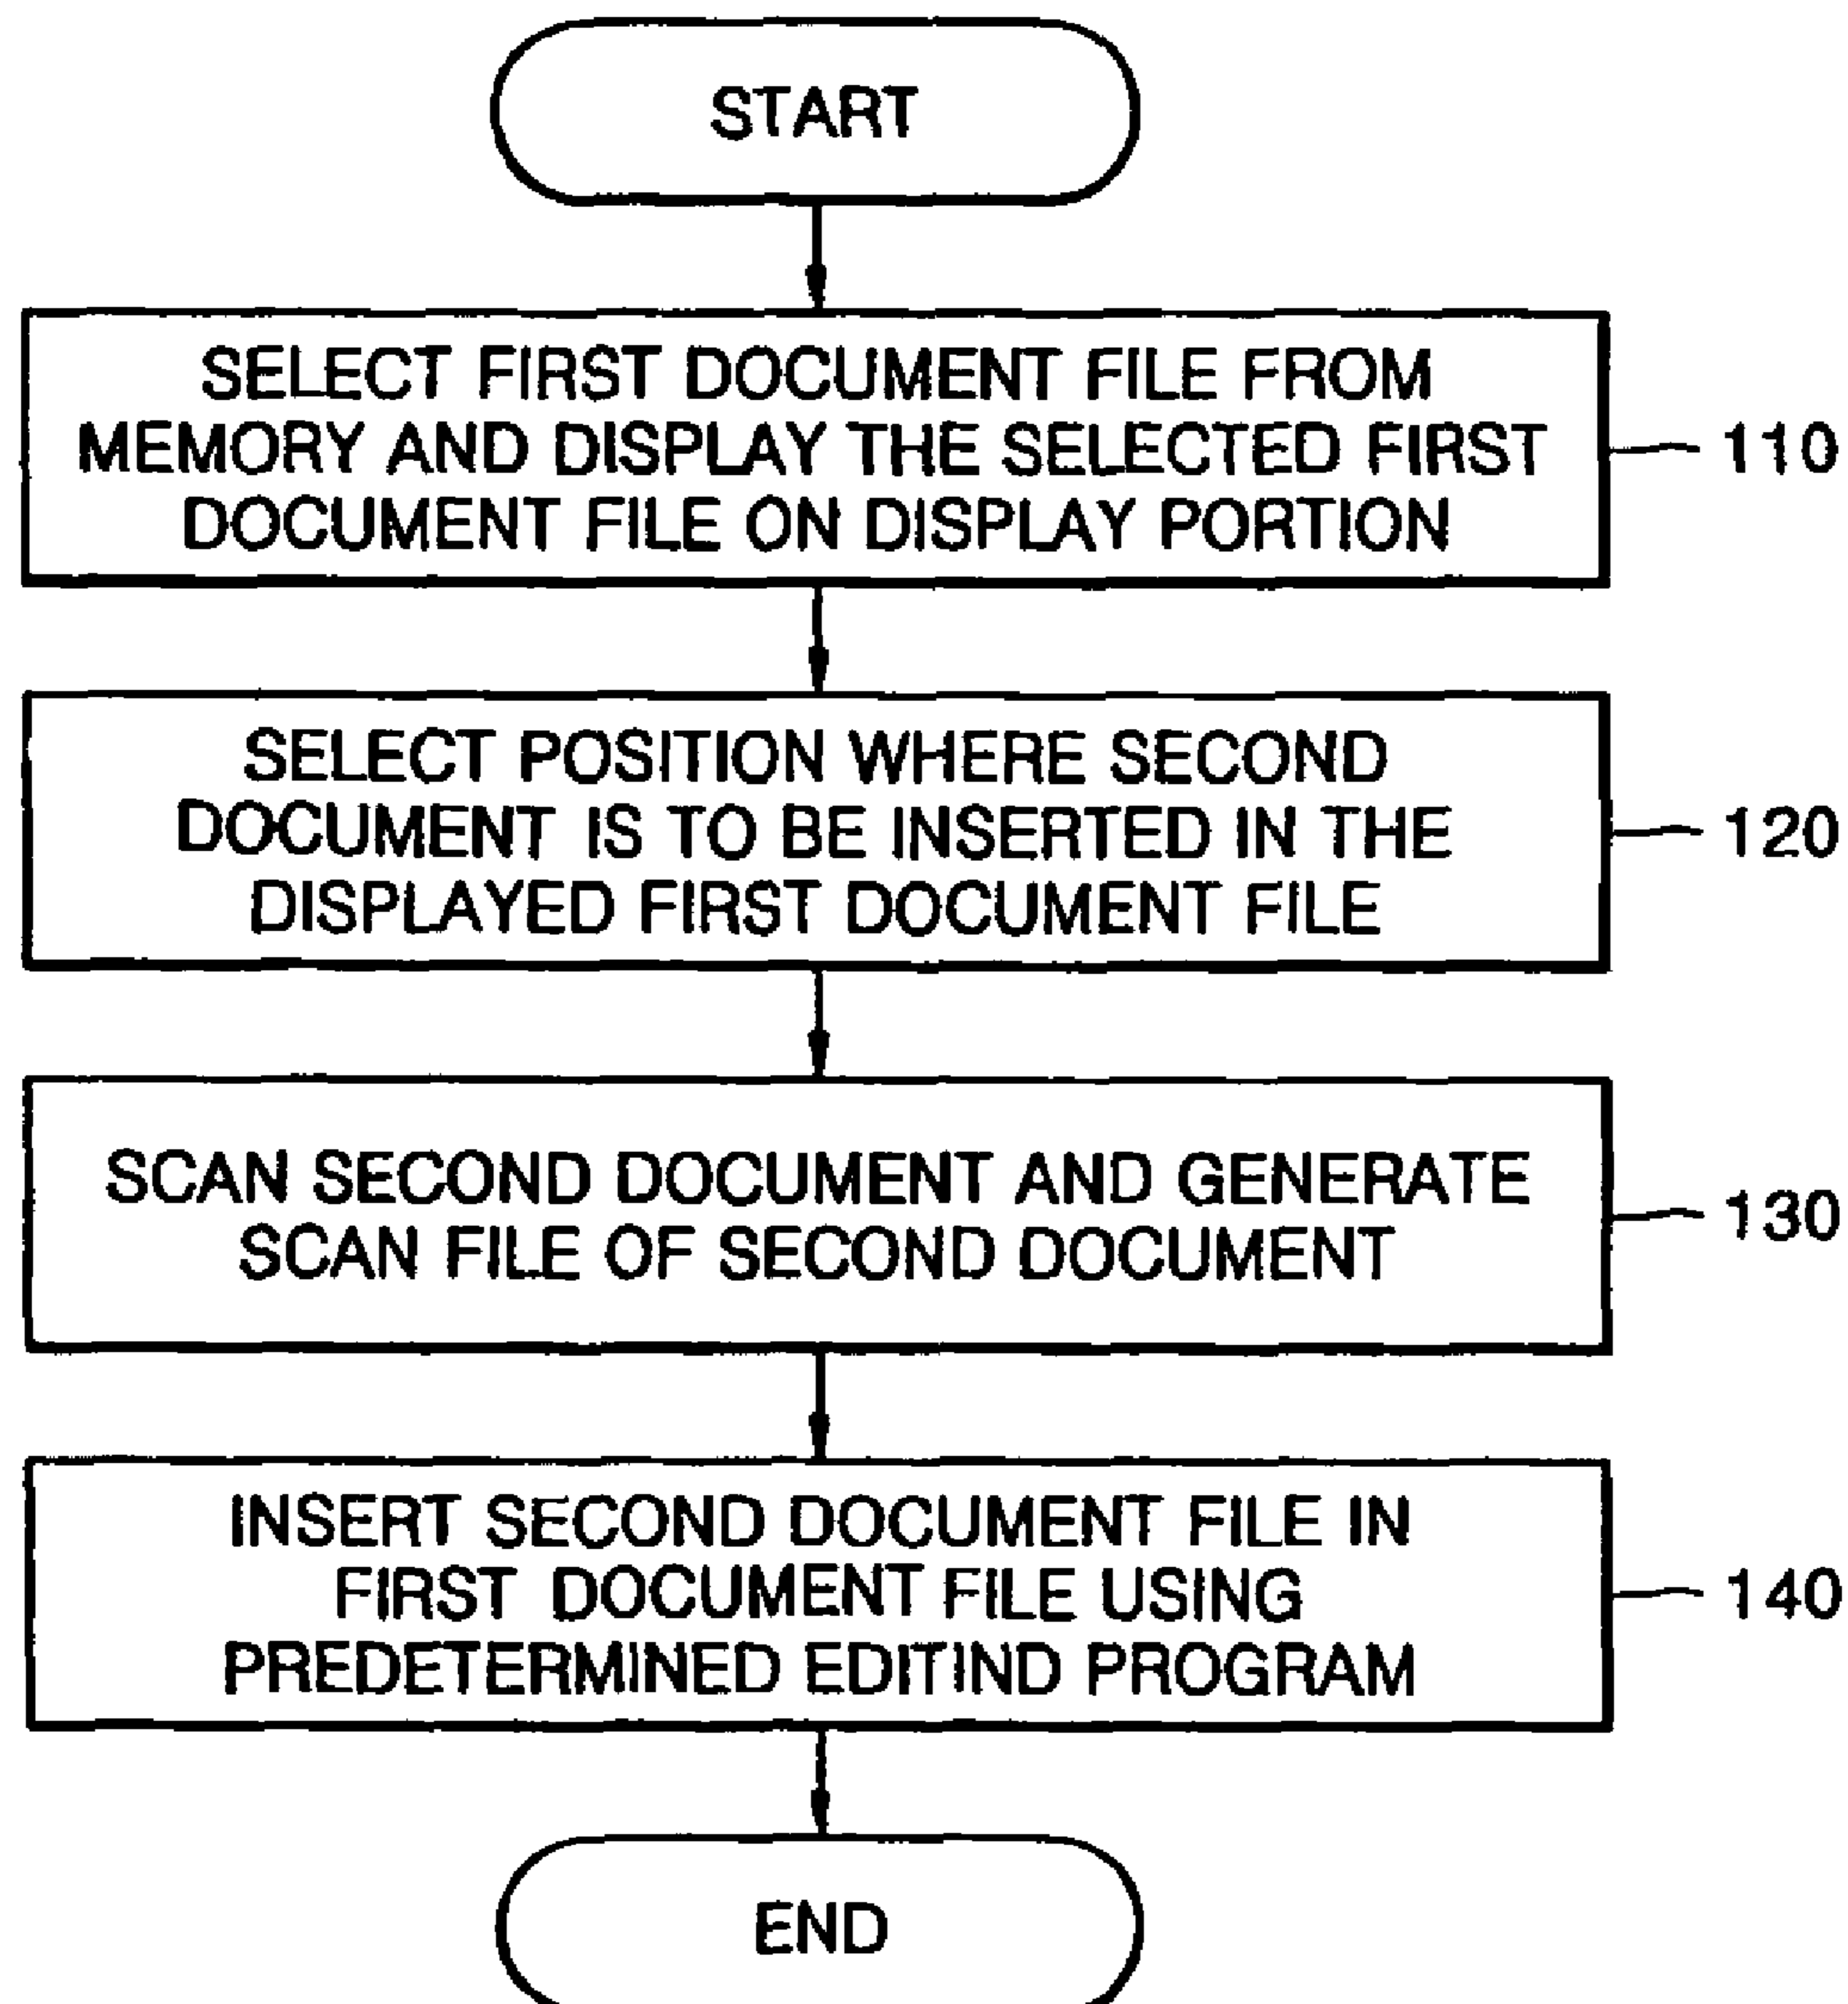 START
SELECT FIRST DOCUMENT FILE FROM
MEMORY AND DISPLAY THE SELECTED FIRST
DOCUMENT FILE ON DISPLAY PORTION
110
SELECT POSITION WHERE SECOND
DOCUMENT IS TO BE INSERTED IN THE
DISPLAYED FIRST DOCUMENT FILE
120
SCAN SECOND DOCUMENT AND GENERATE
SCAN FILE OF SECOND DOCUMENT
130
INSERT SECOND DOCUMENT FILE IN
FIRST DOCUMENT FILE USING
PREDETERMINED EDITIND PROGRAM
140
END